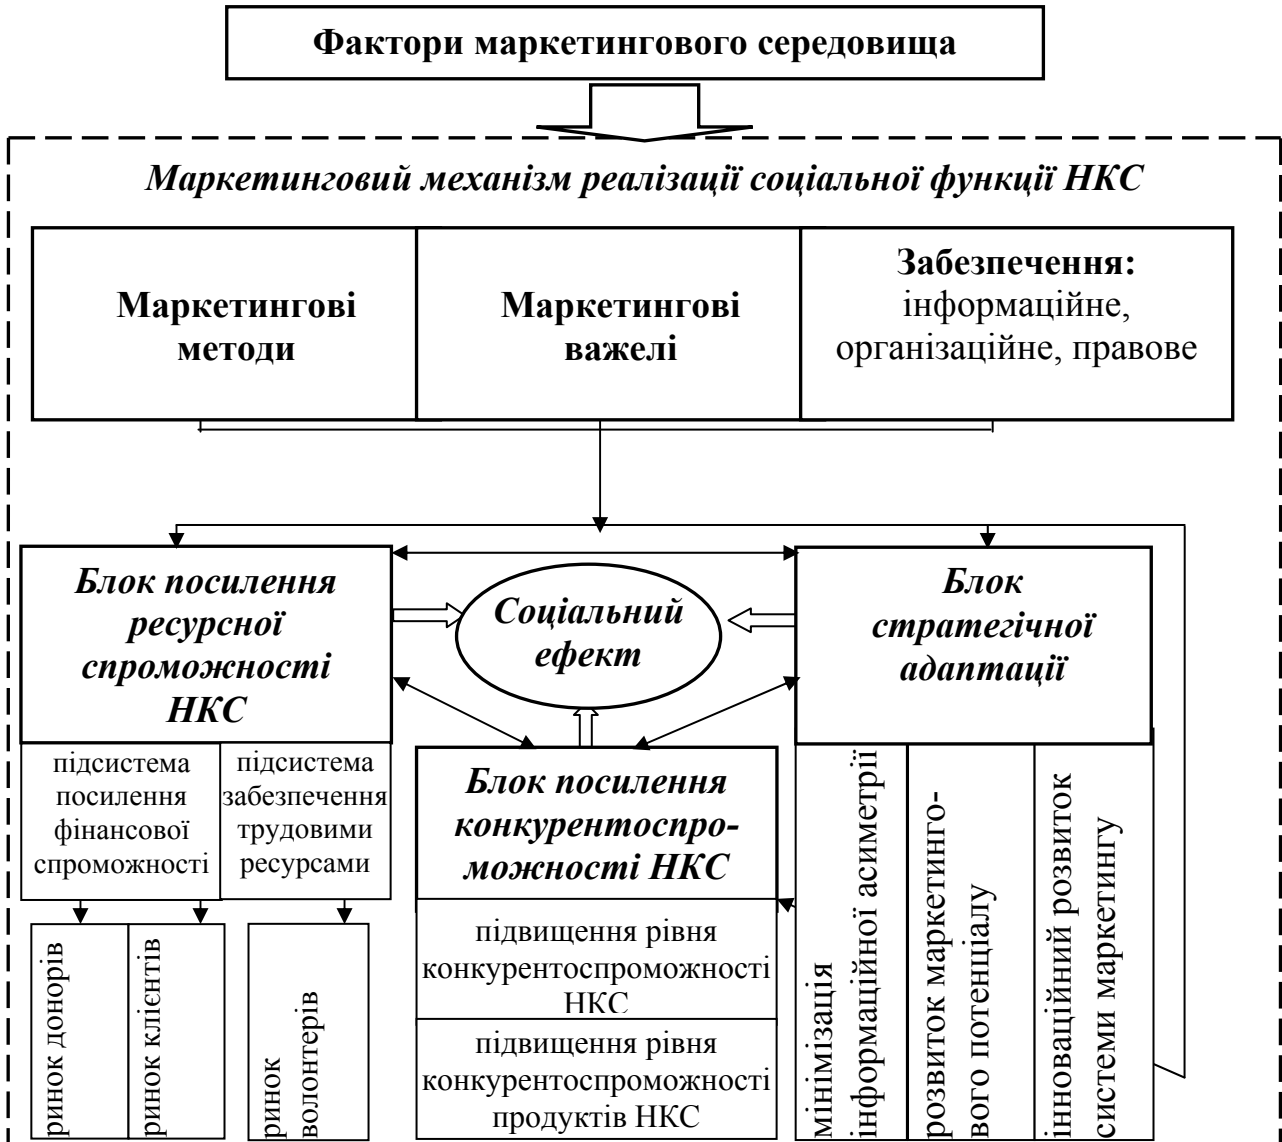 Фактори маркетингового середовища
Маркетинговий механізм реалізації соціальної функції НКС
Маркетингові
методи
Маркетингові
важелі
Забезпечення:
інформаційне,
організаційне, правове
Блок посилення
ресурсної
спроможності
НКС
Соціальний
ефект
Блок
стратегічної
адаптації
підсистема
посилення
фінансової
спроможності
підсистема
забезпечення
трудовими
ресурсами
Блок посилення
конкурентоспро-
можності НКС
підвищення рівня
конкурентоспроможності
НКС
підвищення рівня
конкурентоспроможності
продуктів НКС
ринок донорів
ринок клієнтів
ринок
волонтерів
мінімізація
інформаційної асиметрії
розвиток маркетинго-
вого потенціалу
інноваційний розвиток
системи маркетингу